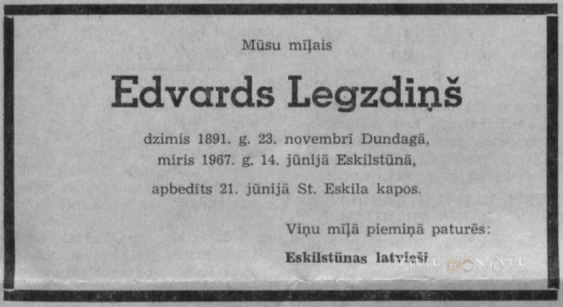 Mūsu mīļais
Edvards Legzdiņš
dzimis 1891. g. 23. novembrī Dundagā,
miris 1967. g. 14. jūnijā Eskilstūnā,
apbedīts 21. jūnijā St. Eskila kapos.
Viņu mīļā piemiņā paturēs:
Eskilstūnas latvieši